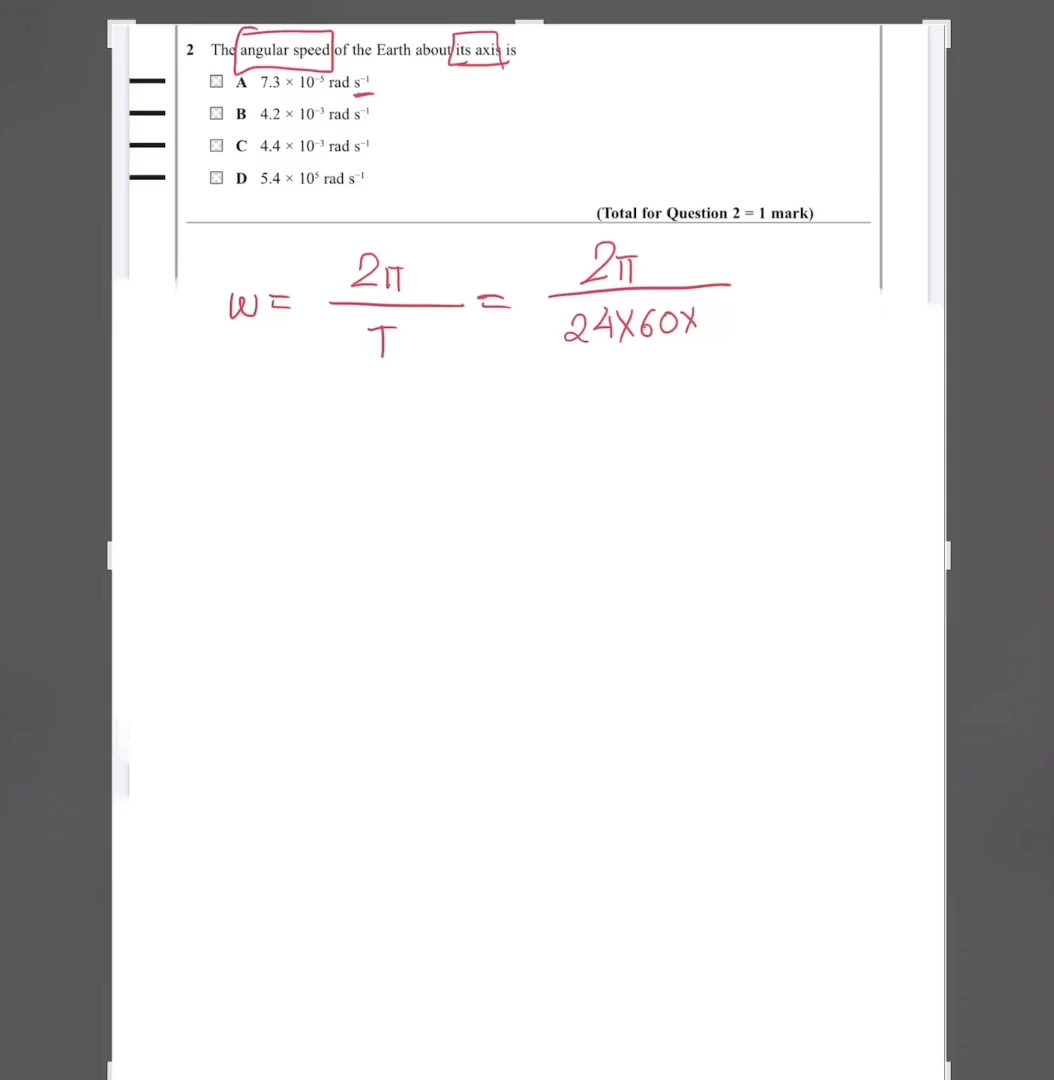 2 The angular speed of the Earth about its axis is
A 7.3 × 10⁻⁵ rad s⁻¹
B 4.2 × 10⁻³ rad s⁻¹
C 4.4 × 10⁻³ rad s⁻¹
D 5.4 × 10⁵ rad s⁻¹
(Total for Question 2 = 1 mark)
ω = 2π / T = 2π / 24×60×